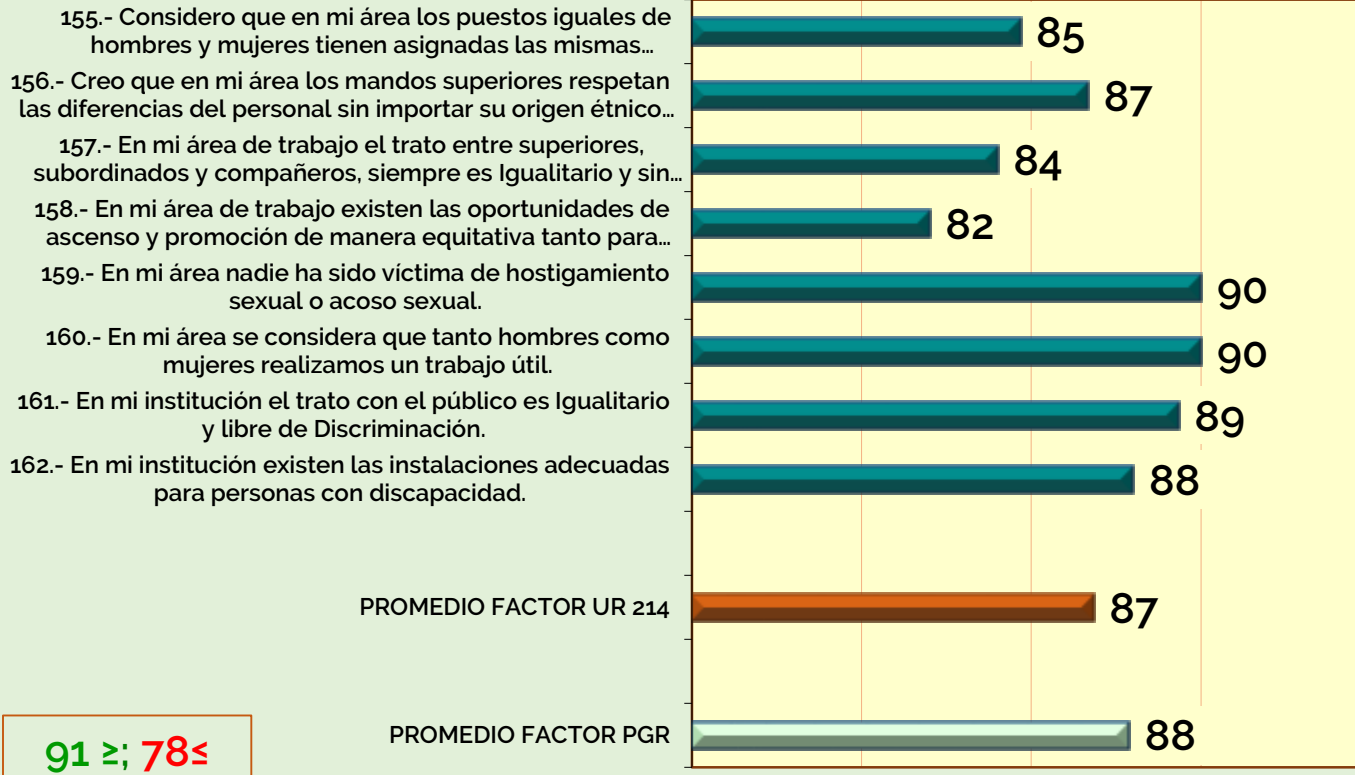 155.- Considero que en mi área los puestos iguales de
hombres y mujeres tienen asignadas las mismas…
85
156.- Creo que en mi área los mandos superiores respetan
las diferencias del personal sin importar su origen étnico…
87
157.- En mi área de trabajo el trato entre superiores,
subordinados y compañeros, siempre es Igualitario y sin…
84
158.- En mi área de trabajo existen las oportunidades de
ascenso y promoción de manera equitativa tanto para…
82
159.- En mi área nadie ha sido víctima de hostigamiento
sexual o acoso sexual.
90
160.- En mi área se considera que tanto hombres como
mujeres realizamos un trabajo útil.
90
161.- En mi institución el trato con el público es Igualitario
y libre de Discriminación.
89
162.- En mi institución existen las instalaciones adecuadas
para personas con discapacidad.
88
PROMEDIO FACTOR UR 214
87
PROMEDIO FACTOR PGR
88
91 ≥; 78≤